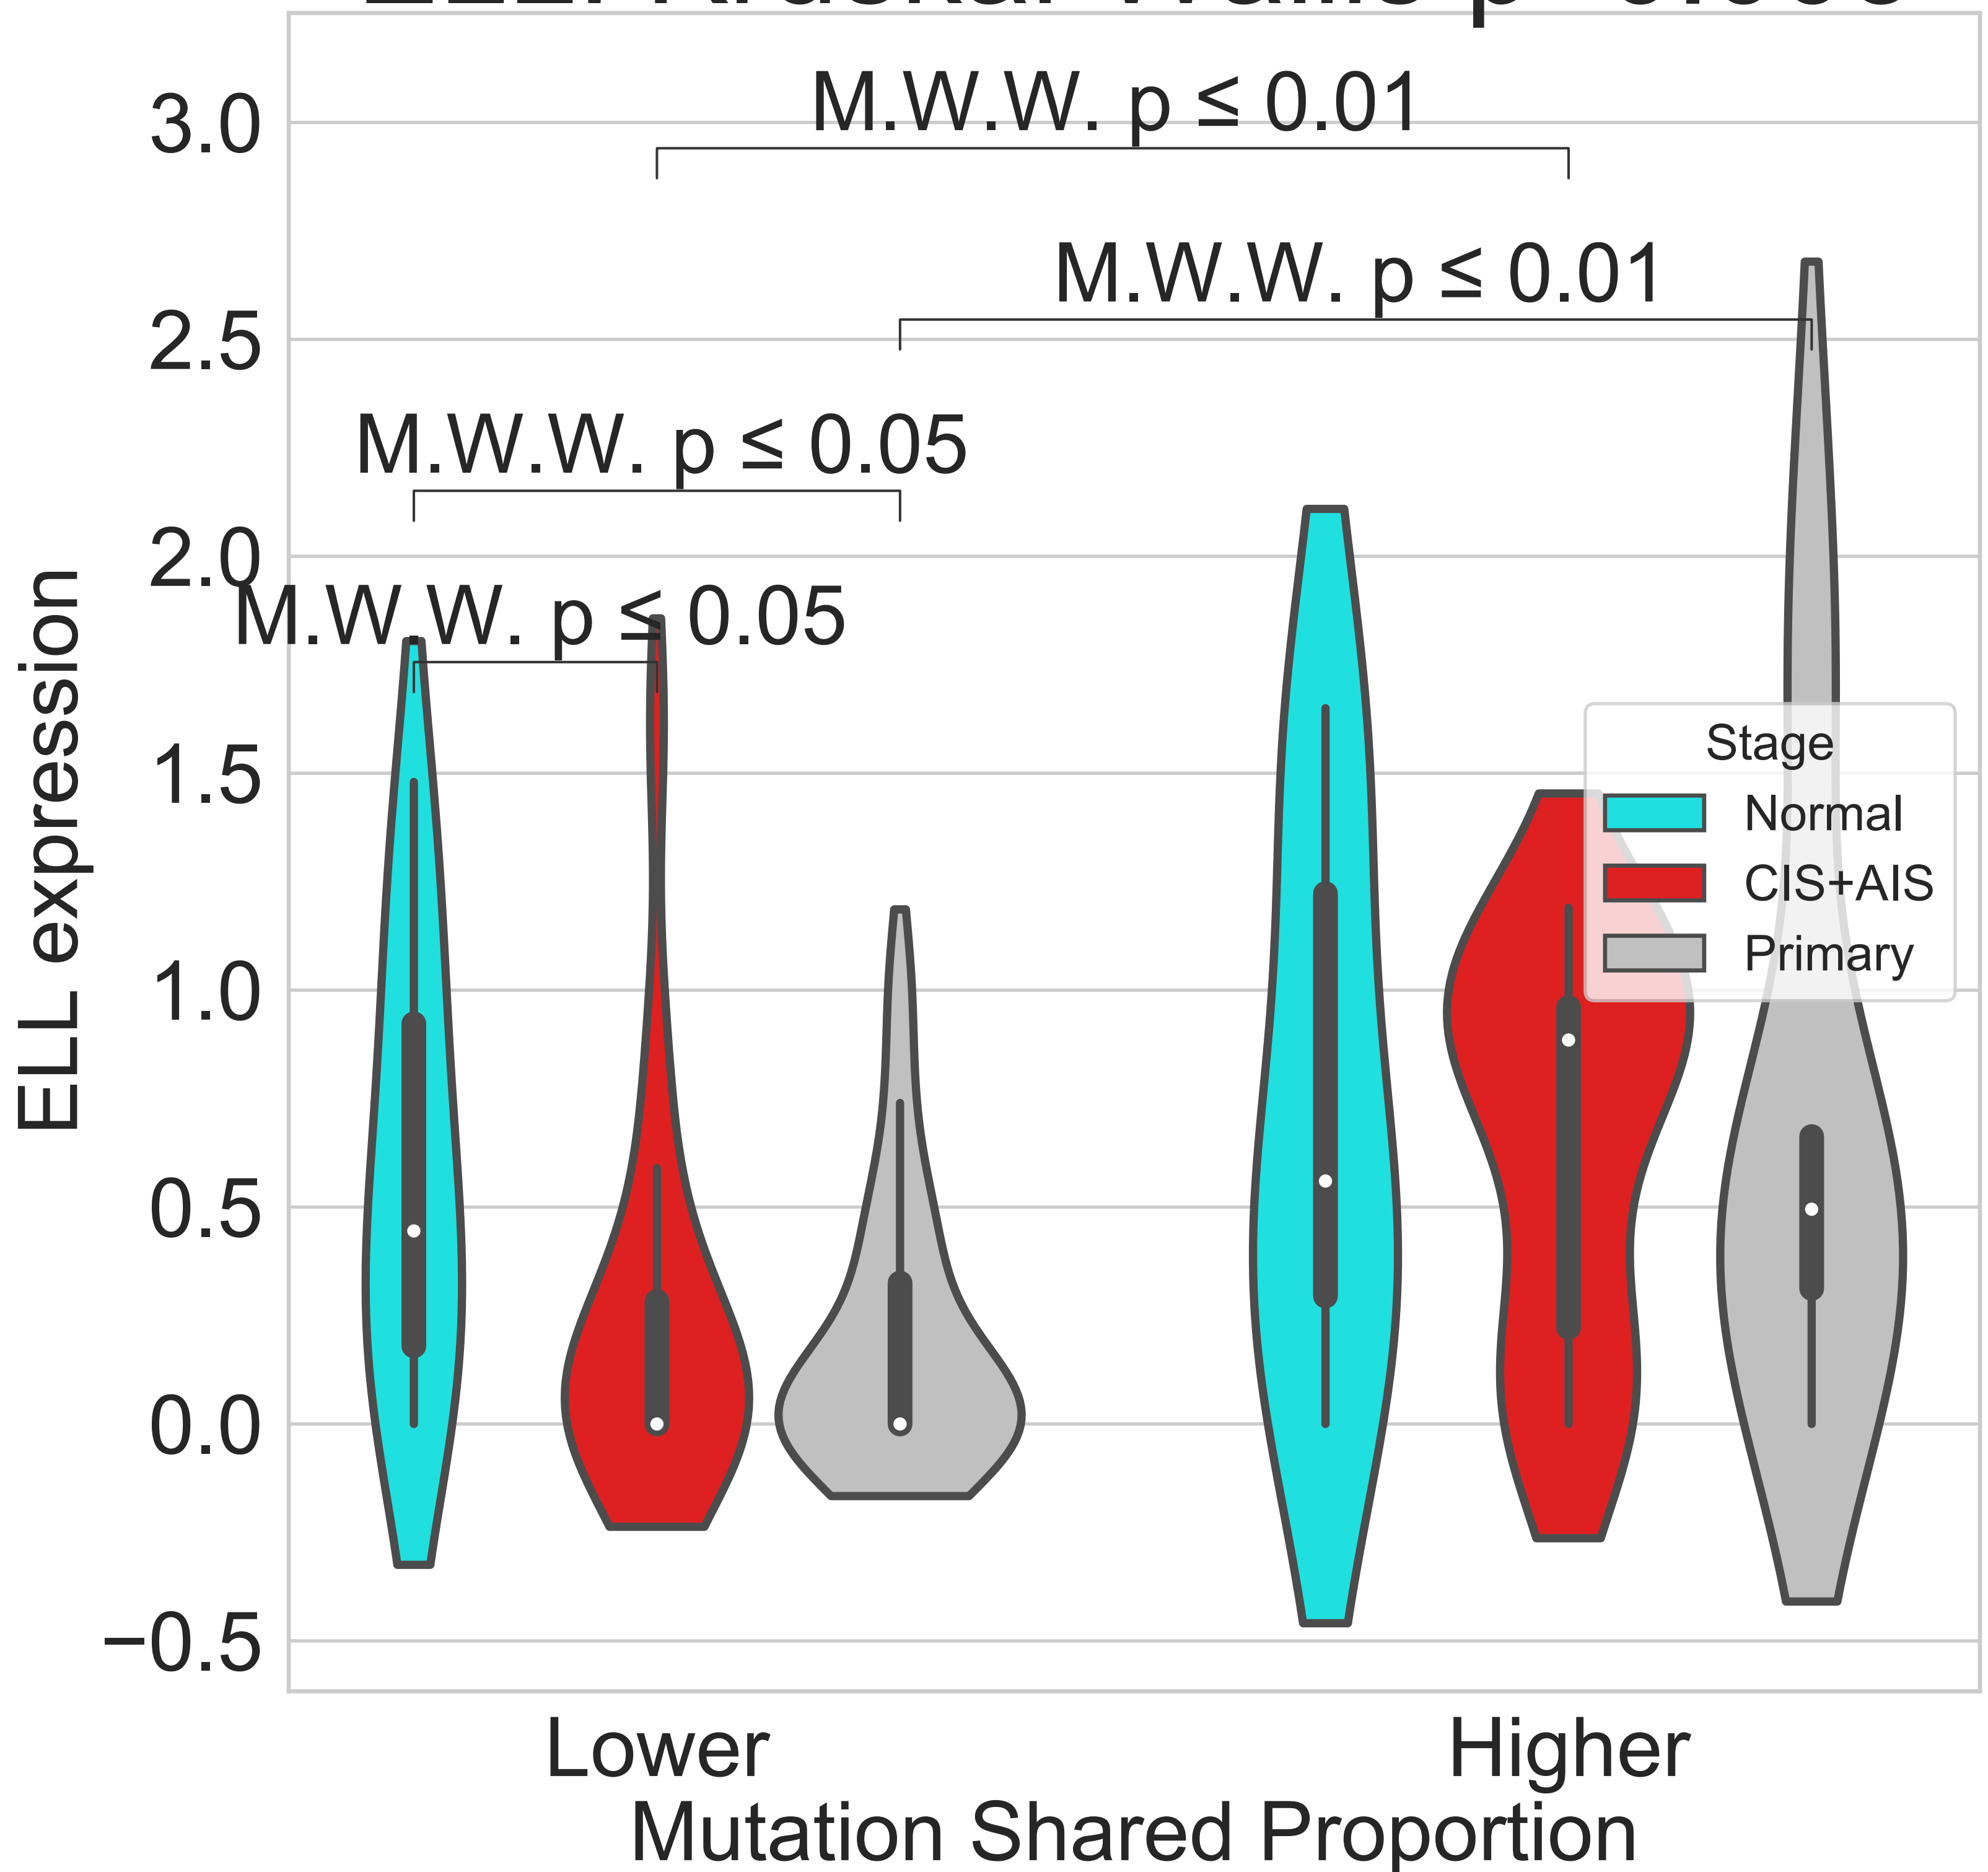 M.W.W. p ≤ 0.01
3.0
M.W.W. p ≤ 0.01
2.5
M.W.W. p ≤ 0.05
2.0
M.W.W. p ≤ 0.05
Stage
Normal
CIS+AIS
Primary
1.5
1.0
0.5
0.0
−0.5
ELL expression
Lower
Higher
Mutation Shared Proportion